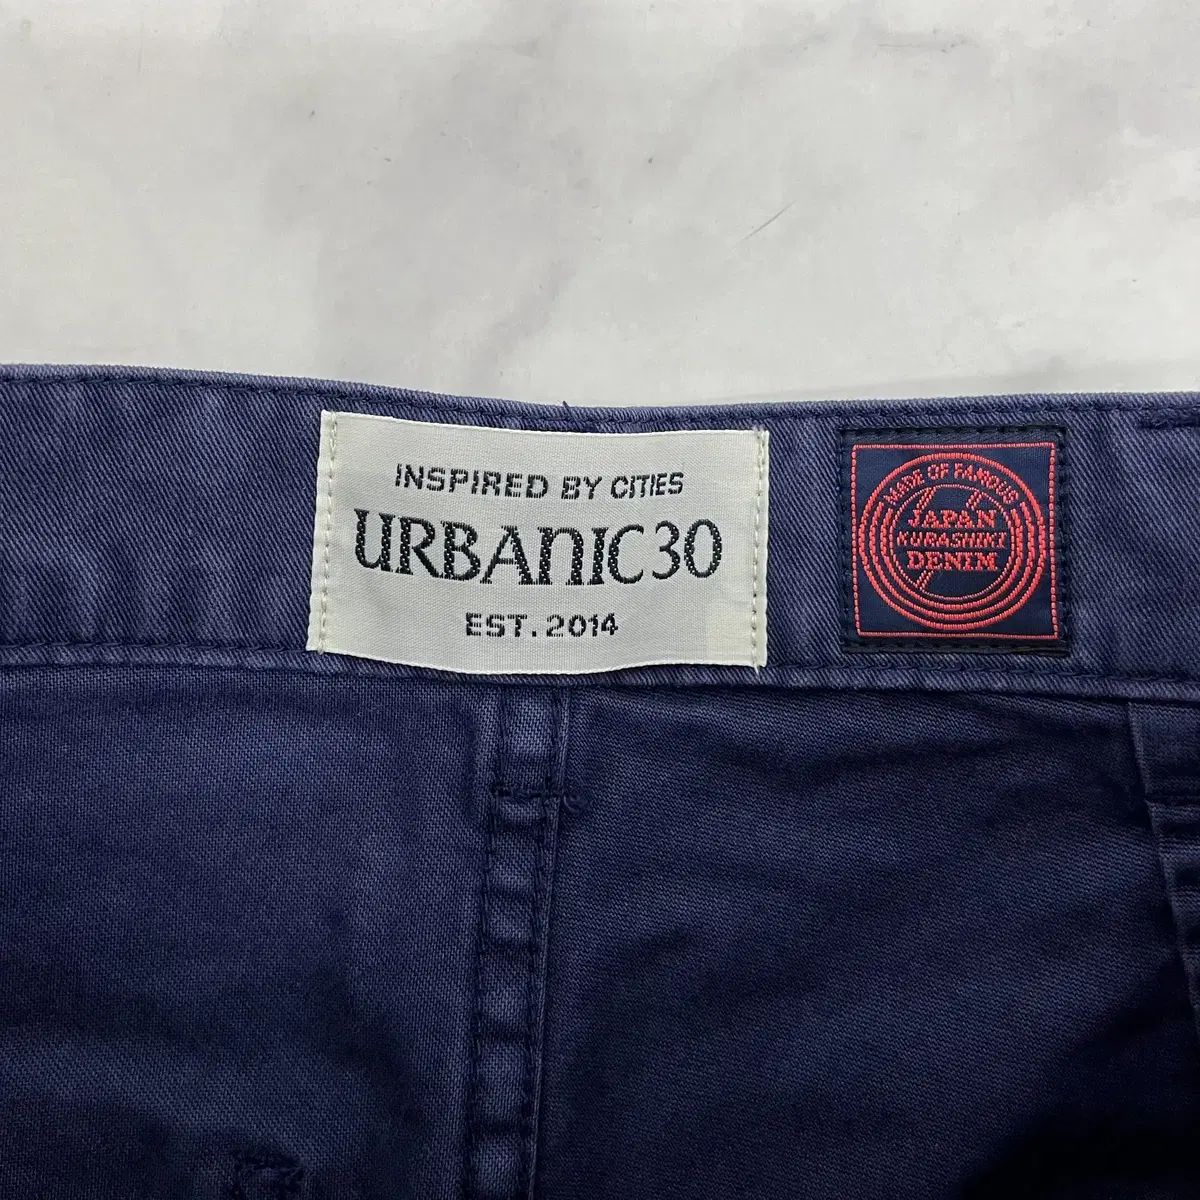 INSPIRED BY CITIES
URBANIC30
EST. 2014
MADE OF FAMOUS
JAPAN
KURASHIKI
DENIM